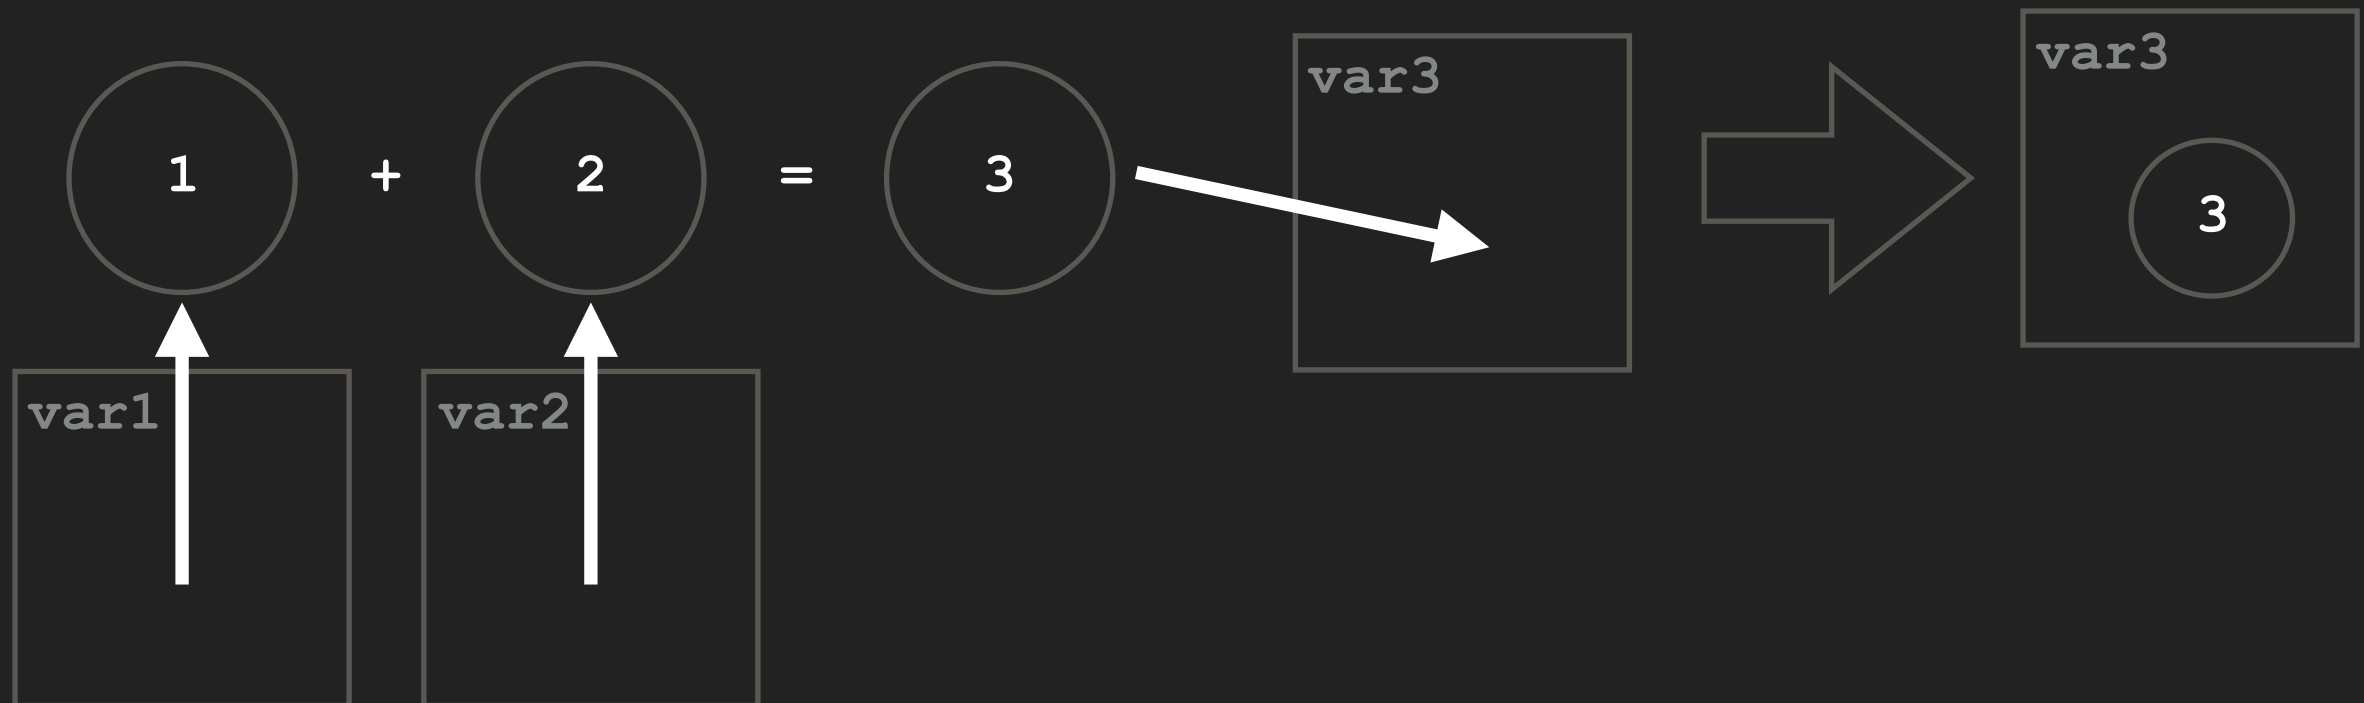 1 + 2 = 3
var3
var3
3
var1
var2